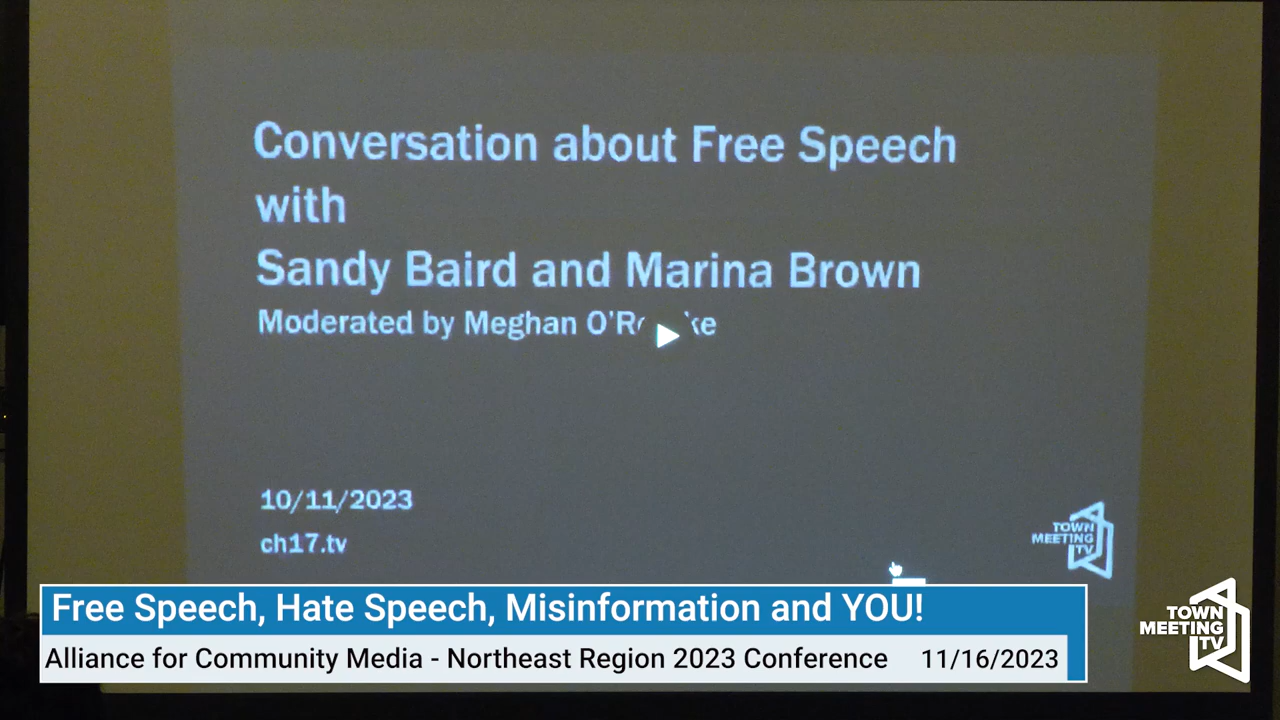 Conversation about Free Speech
with
Sandy Baird and Marina Brown
Moderated by Meghan
10/11/2023
ch17.tv
TOWN
MEETING
TV
Free Speech, Hate Speech, Misinformation and YOU!
Alliance for Community Media - Northeast Region 2023 Conference 11/16/2023
TOWN
MEETING
TV